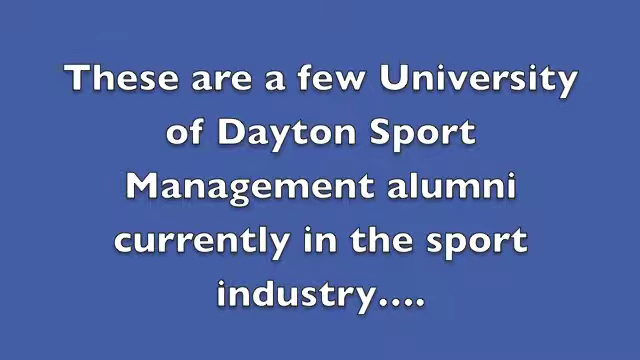 These are a few University
of Dayton Sport
Management alumni
currently in the sport
industry....